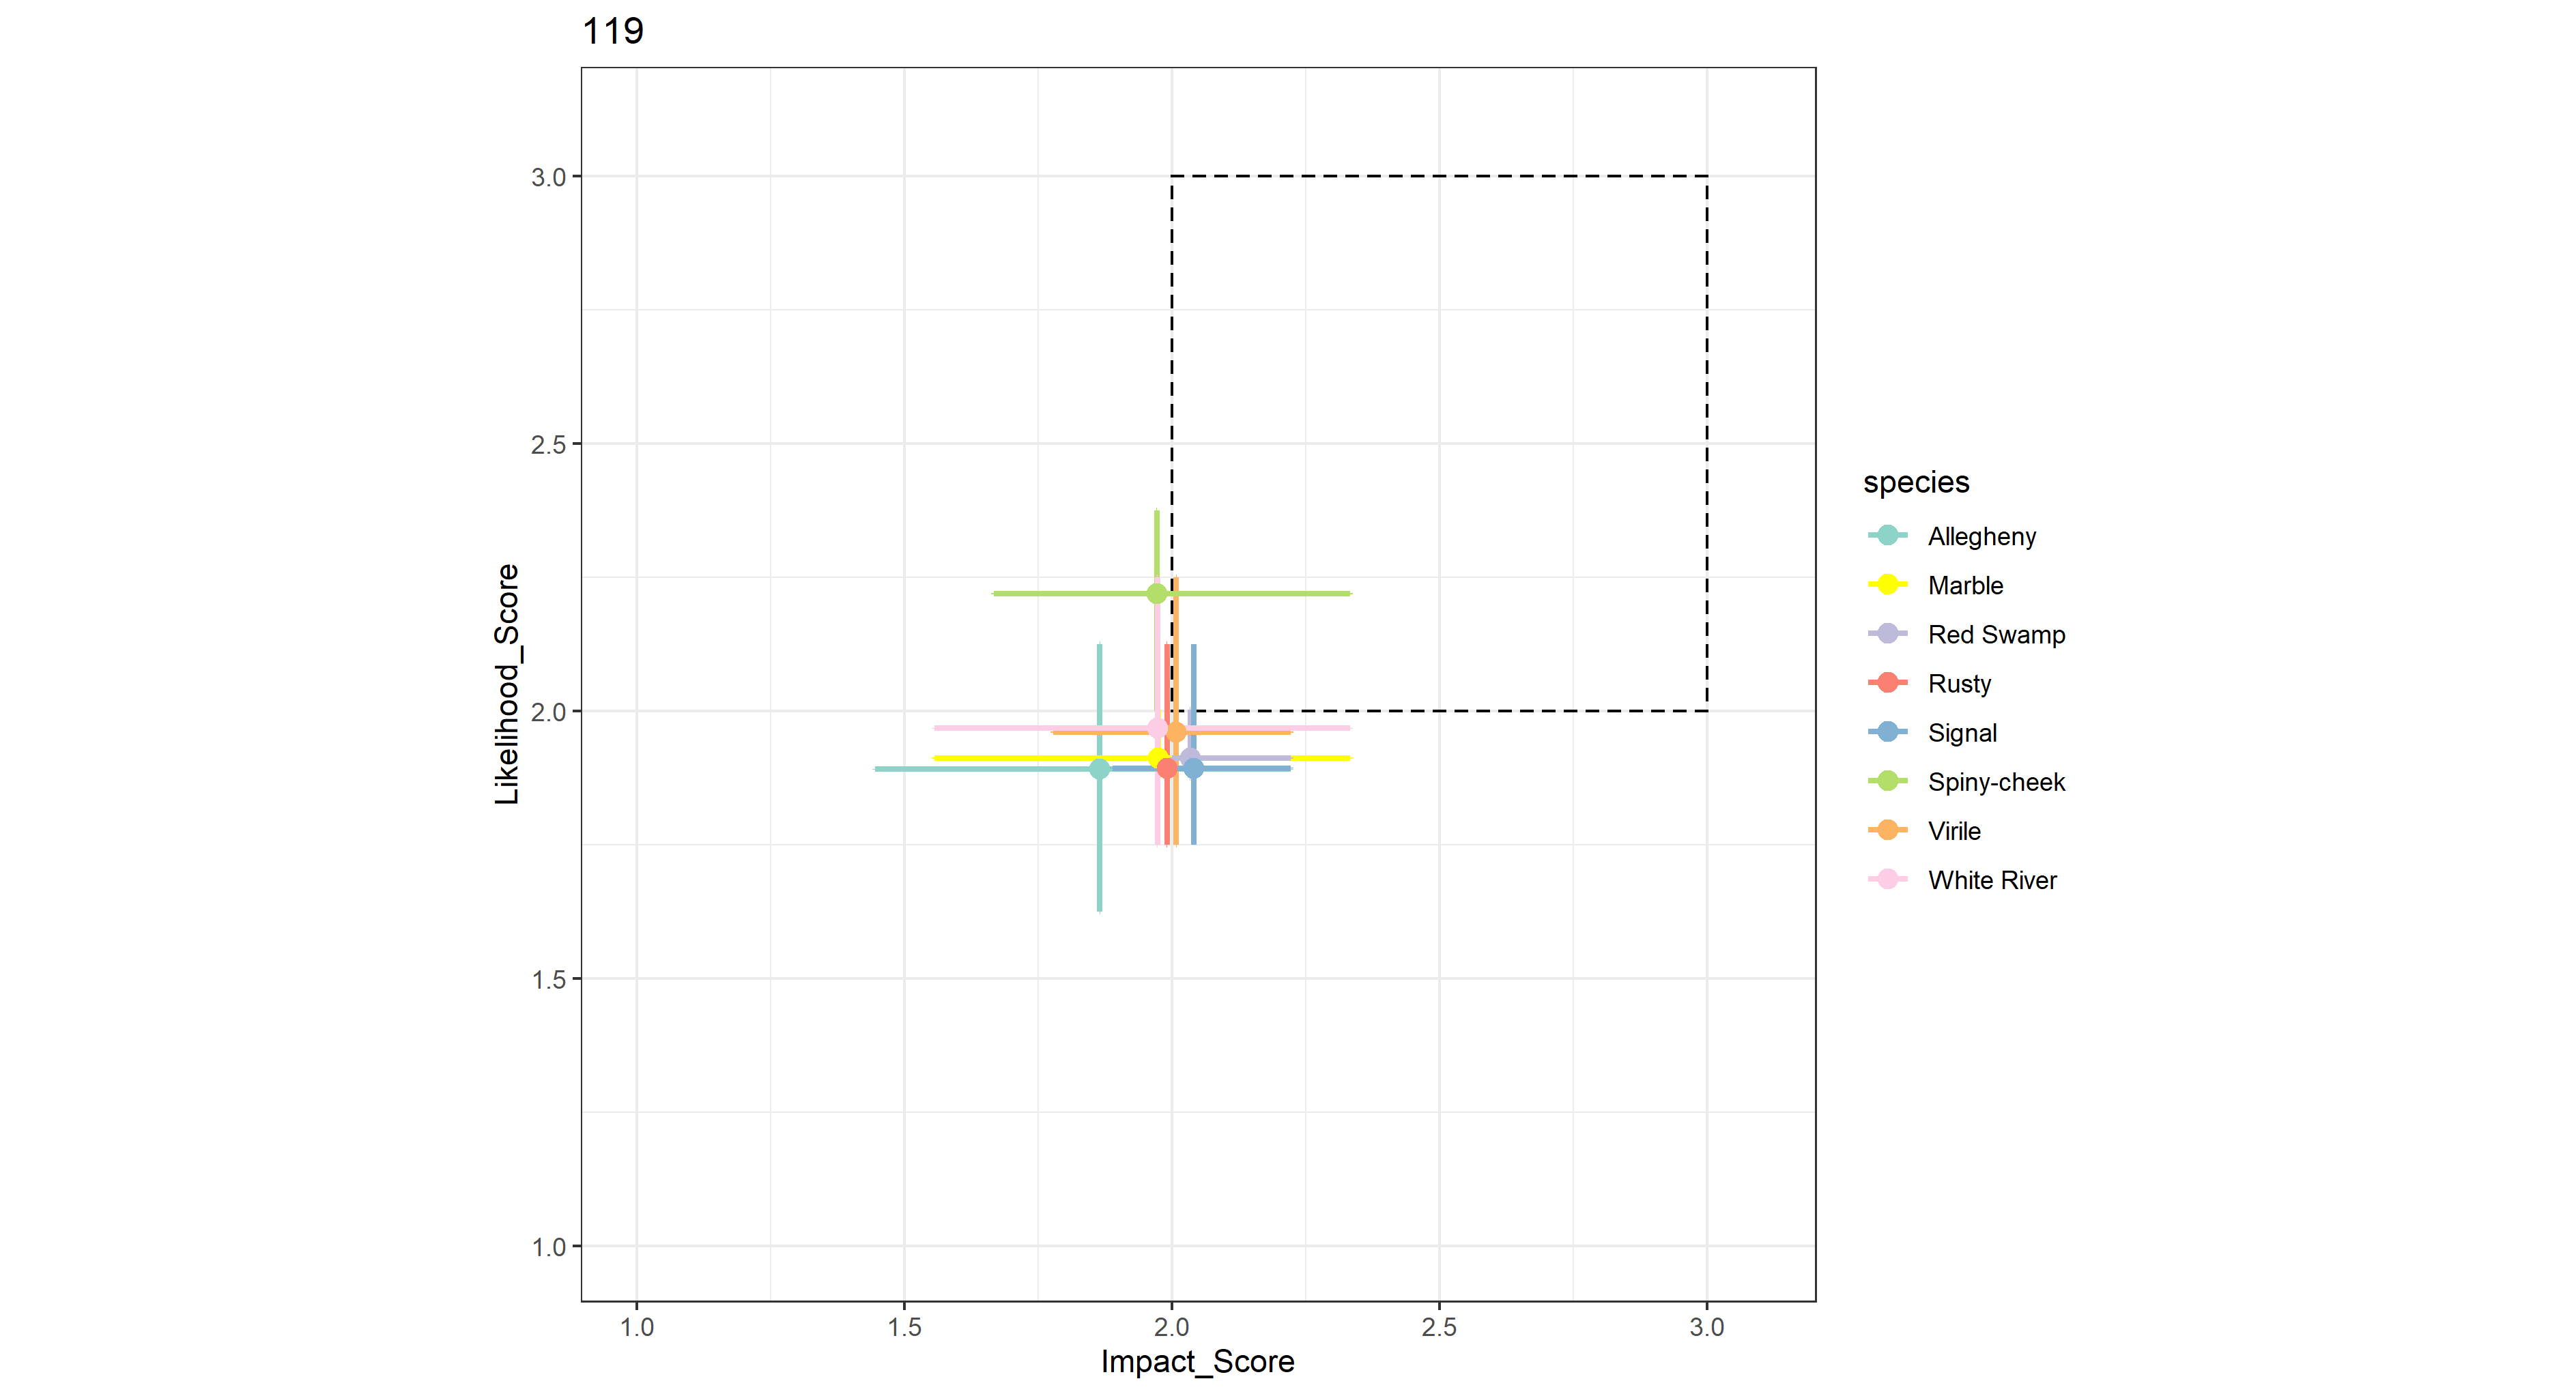 119
Likelihood_Score
3.0
2.5
2.0
1.5
1.0
1.0 1.5 2.0 2.5 3.0
Impact_Score
species
Allegheny
Marble
Red Swamp
Rusty
Signal
Spiny-cheek
Virile
White River